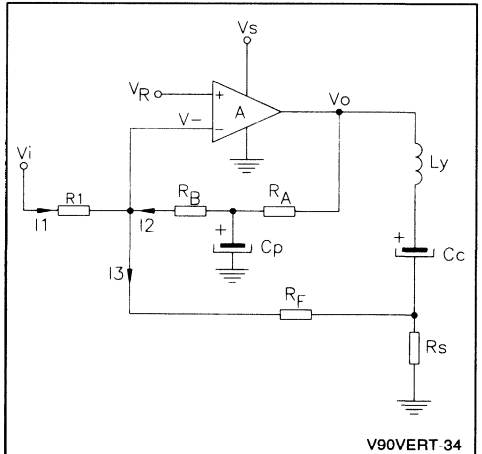 Vs
VR
+
A
Vo
V-
-
Vi
Ly
R1
RB
RA
I1
I2
+
Cp
+
Cc
I3
RF
Rs
V90VERT-34